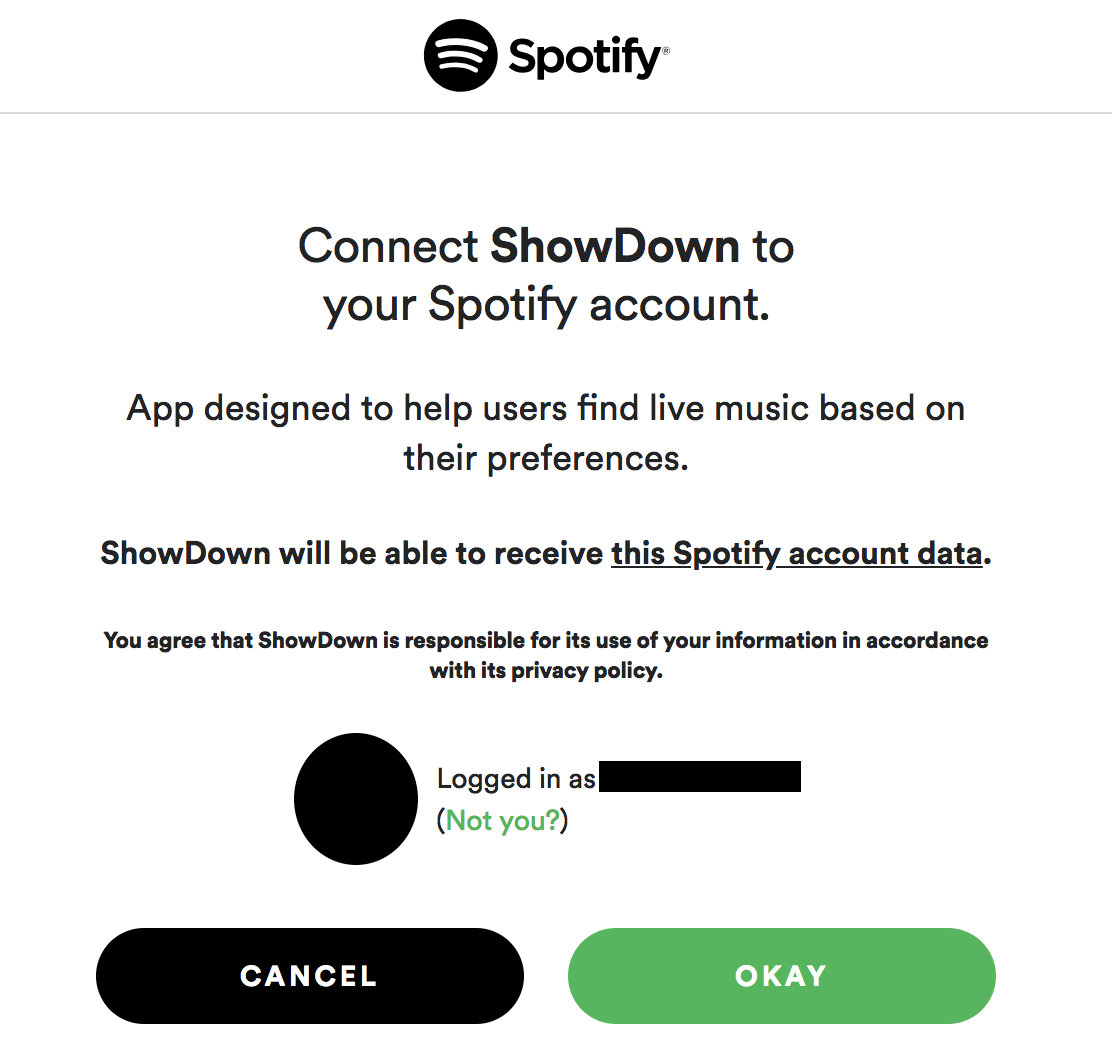 Spotify®
Connect ShowDown to
your Spotify account.
App designed to help users find live music based on
their preferences.
ShowDown will be able to receive this Spotify account data.
You agree that ShowDown is responsible for its use of your information in accordance
with its privacy policy.
Logged in as
(Not you?)
CANCEL
OKAY